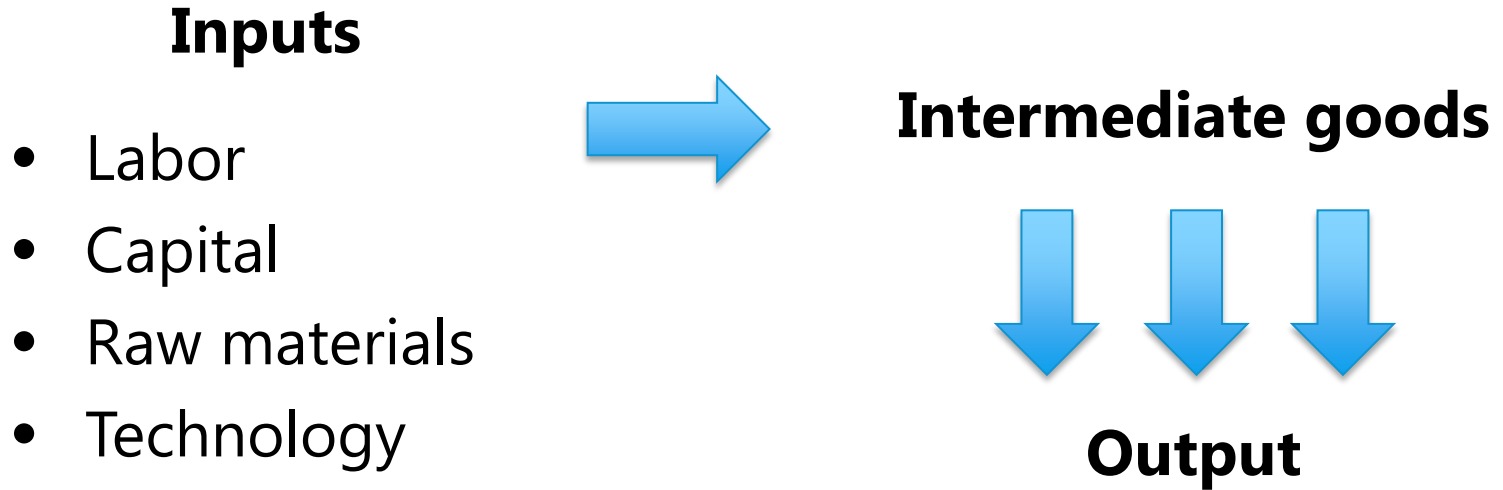 Inputs
• Labor
• Capital
• Raw materials
• Technology
Intermediate goods
Output